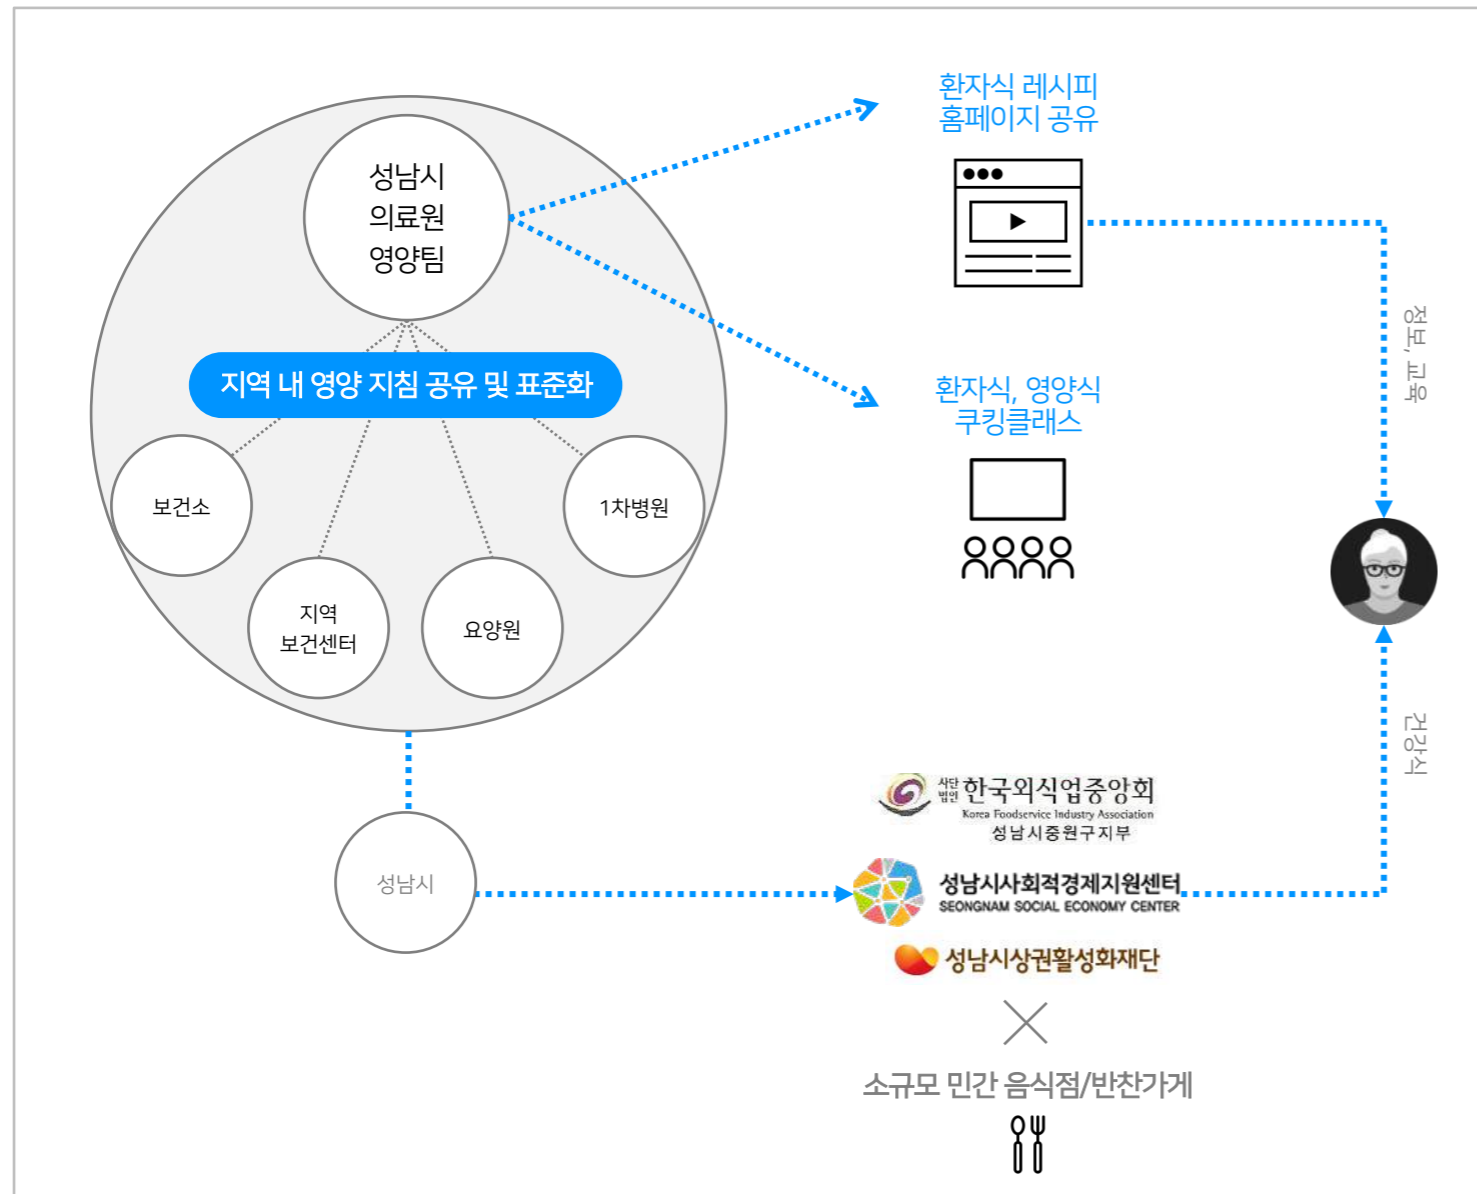 환자식 레시피
홈페이지 공유
성남시
의료원
영양팀
지역 내 영양 지침 공유 및 표준화
보건소
1차병원
지역
보건센터
요양원
환자식, 영양식
쿠킹클래스
정보, 교육
건강식
성남시
사단
법인 한국외식업중앙회
Korea Foodservice Industry Association
성남시중원구지부
성남시사회적경제지원센터
SEONGNAM SOCIAL ECONOMY CENTER
성남시상권활성화재단
소규모 민간 음식점/반찬가게